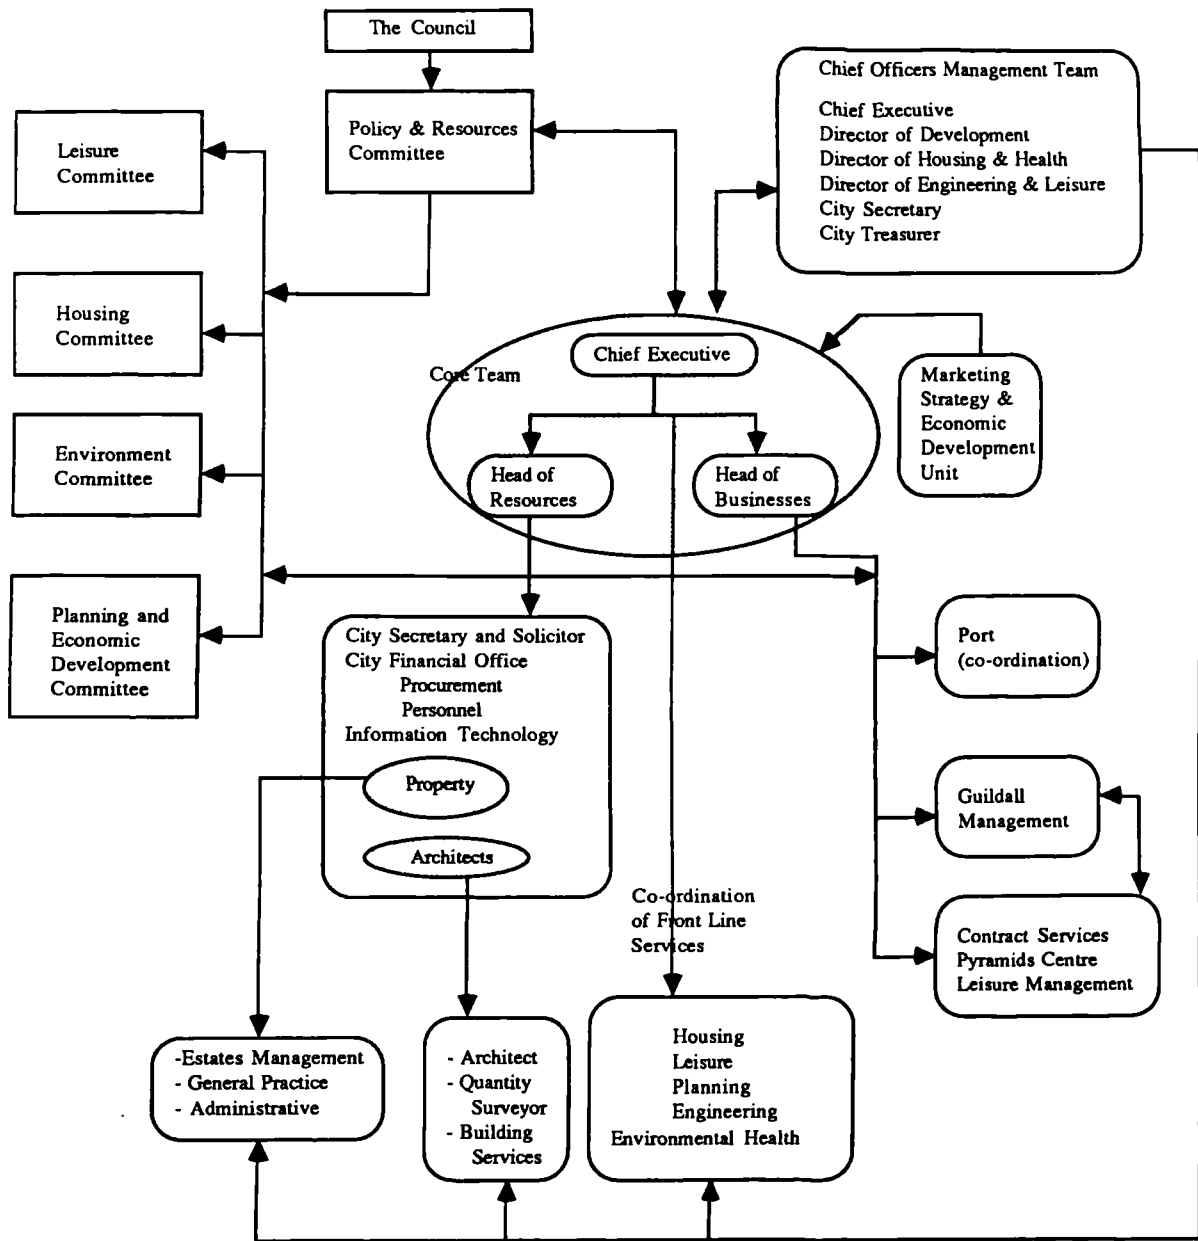 The Council
Policy & Resources
Committee
Chief Officers Management Team
Chief Executive
Director of Development
Director of Housing & Health
Director of Engineering & Leisure
City Secretary
City Treasurer
Leisure
Committee
Housing
Committee
Environment
Committee
Planning and
Economic
Development
Committee
Core Team
Chief Executive
Head of
Resources
Head of
Businesses
Marketing
Strategy &
Economic
Development
Unit
City Secretary and Solicitor
City Financial Office
Procurement
Personnel
Information Technology
Property
Architects
Port
(co-ordination)
Guildall
Management
Contract Services
Pyramids Centre
Leisure Management
Co-ordination
of Front Line
Services
-Estates Management
- General Practice
- Administrative
- Architect
- Quantity
Surveyor
- Building
Services
Housing
Leisure
Planning
Engineering
Environmental Health